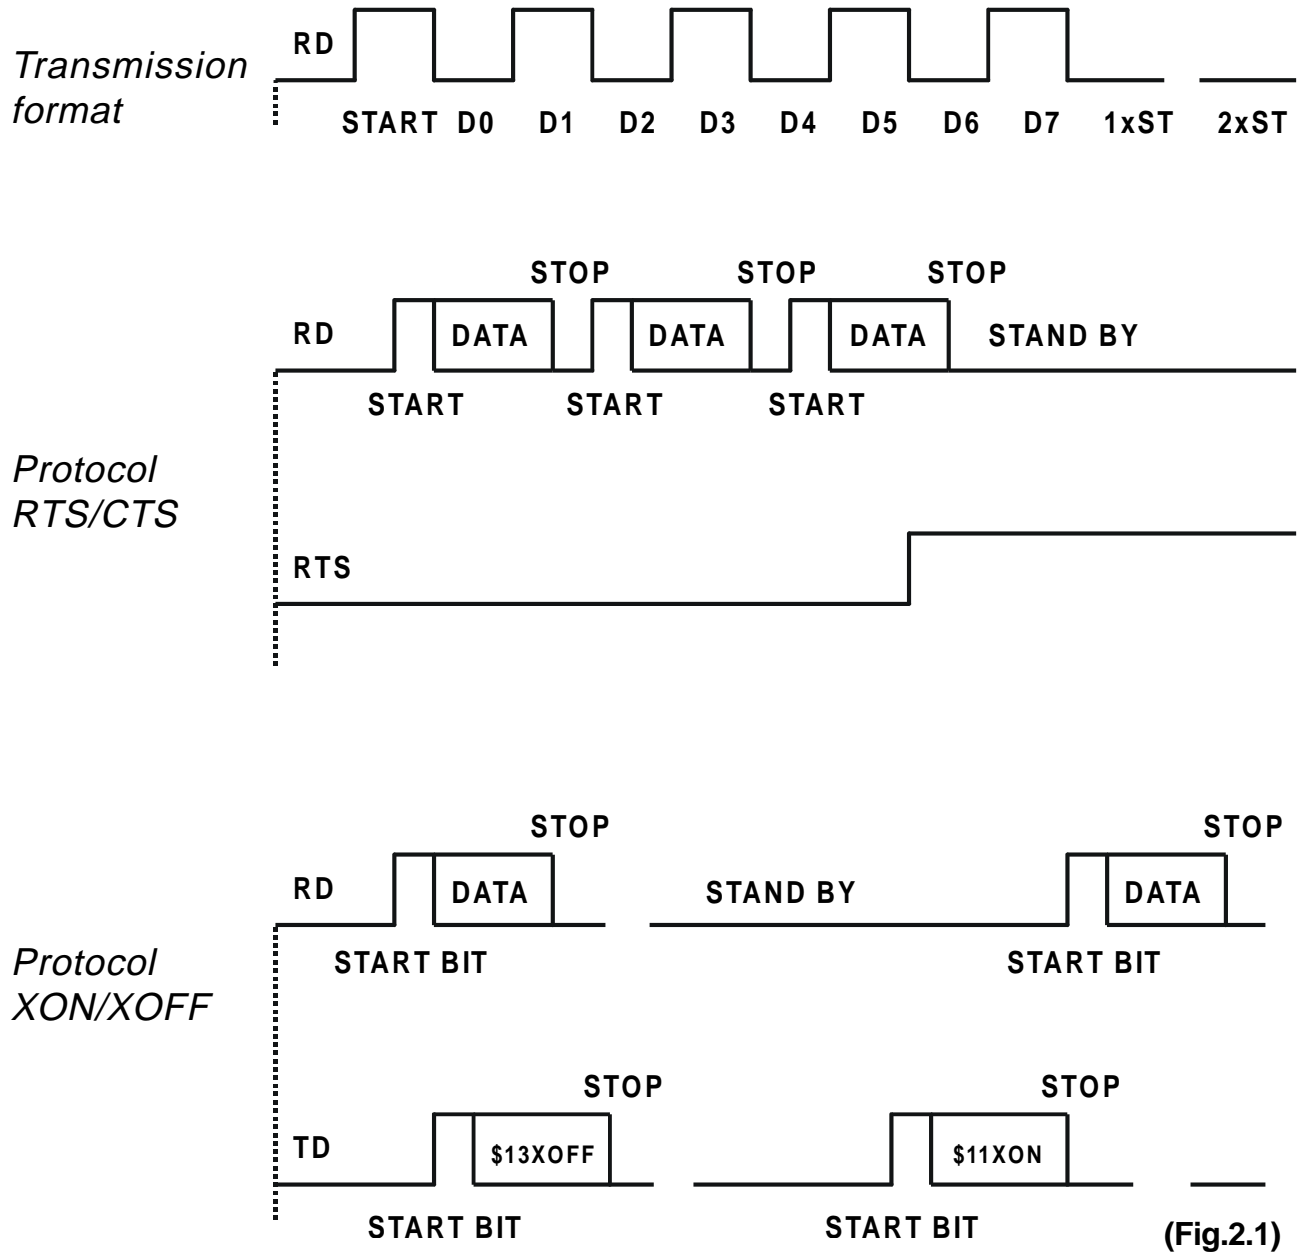 Transmission
format
RD
START D0 D1 D2 D3 D4 D5 D6 D7 1xST 2xST
Protocol
RTS/CTS
STOP STOP STOP
RD DATA DATA DATA STAND BY
START START START
RTS
Protocol
XON/XOFF
STOP STOP
RD DATA STAND BY DATA
START BIT START BIT
STOP STOP
TD $13XOFF $11XON
START BIT START BIT
(Fig.2.1)